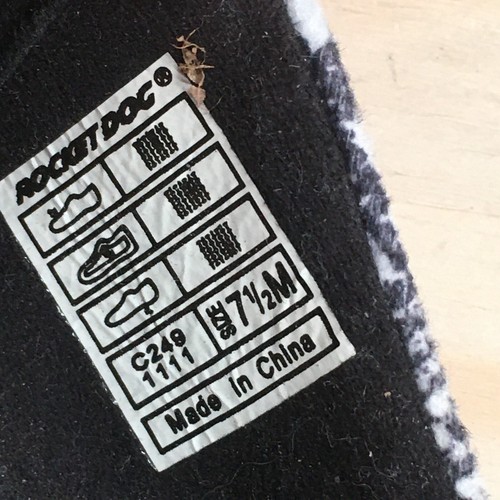 ROCKET DOG®
C249
1111
SIZE 7 1/2 M
Made in China